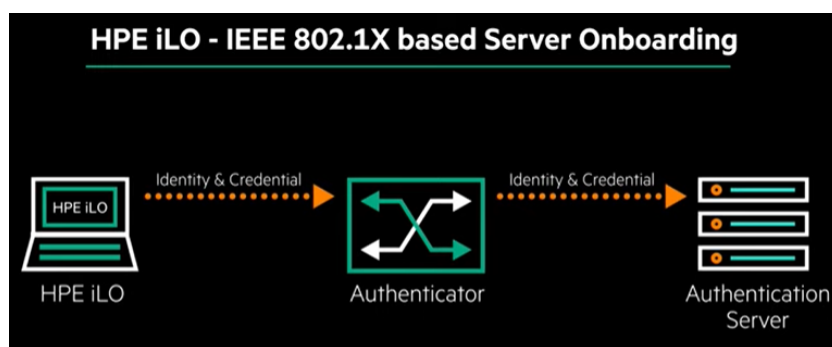 HPE iLO - IEEE 802.1X based Server Onboarding
Identity & Credential
Identity & Credential
HPE iLO
HPE iLO
Authenticator
Authentication
Server